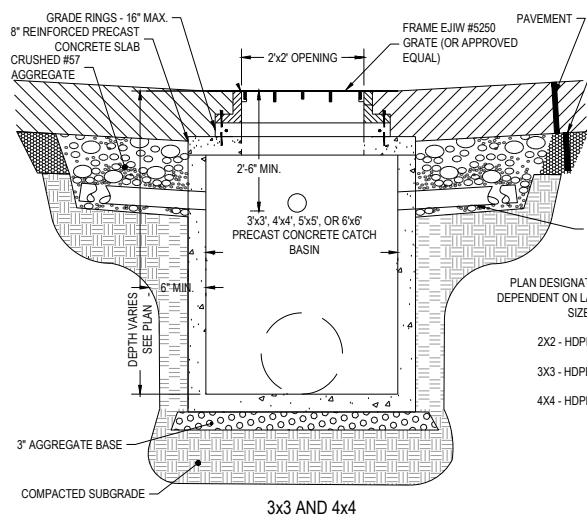 GRADE RINGS - 16" MAX.
8" REINFORCED PRECAST
CONCRETE SLAB
CRUSHED #57
AGGREGATE
2'x2' OPENING
FRAME EJIW #5250
GRATE (OR APPROVED
EQUAL)
PAVEMENT
2'-6" MIN.
3'x3', 4'x4', 5'x5', OR 6'x6'
PRECAST CONCRETE CATCH
BASIN
6" MIN.
DEPTH VARIES
SEE PLAN -
PLAN DESIGNAT
DEPENDENT ON LA
SIZE
2X2 - HDP
3X3 - HDP
4X4 - HDP
3" AGGREGATE BASE
COMPACTED SUBGRADE
3x3 AND 4x4